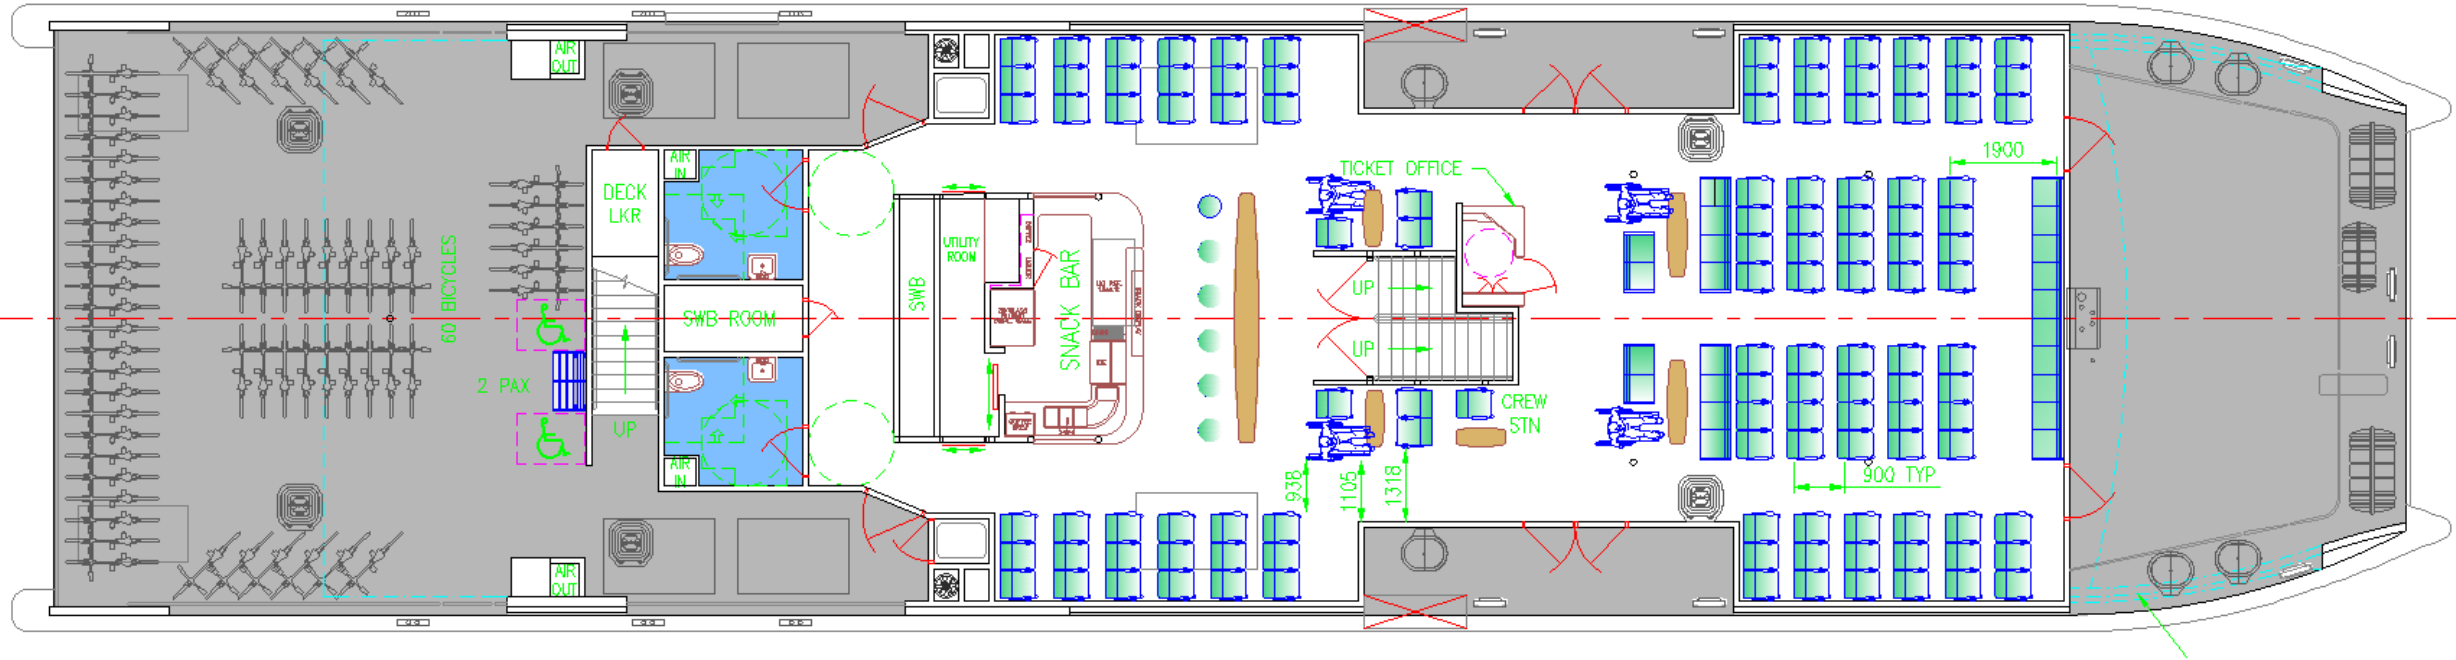 AIR
OUT
60 BICYCLES
2 PAX
DECK
LKR
UP
AIR
IN
SWB ROOM
AIR
IN
AIR
OUT
SWB
UTILITY
ROOM
SNACK BAR
TICKET OFFICE
UP
UP
CREW
STN
938
1105
1318
1900
900 TYP